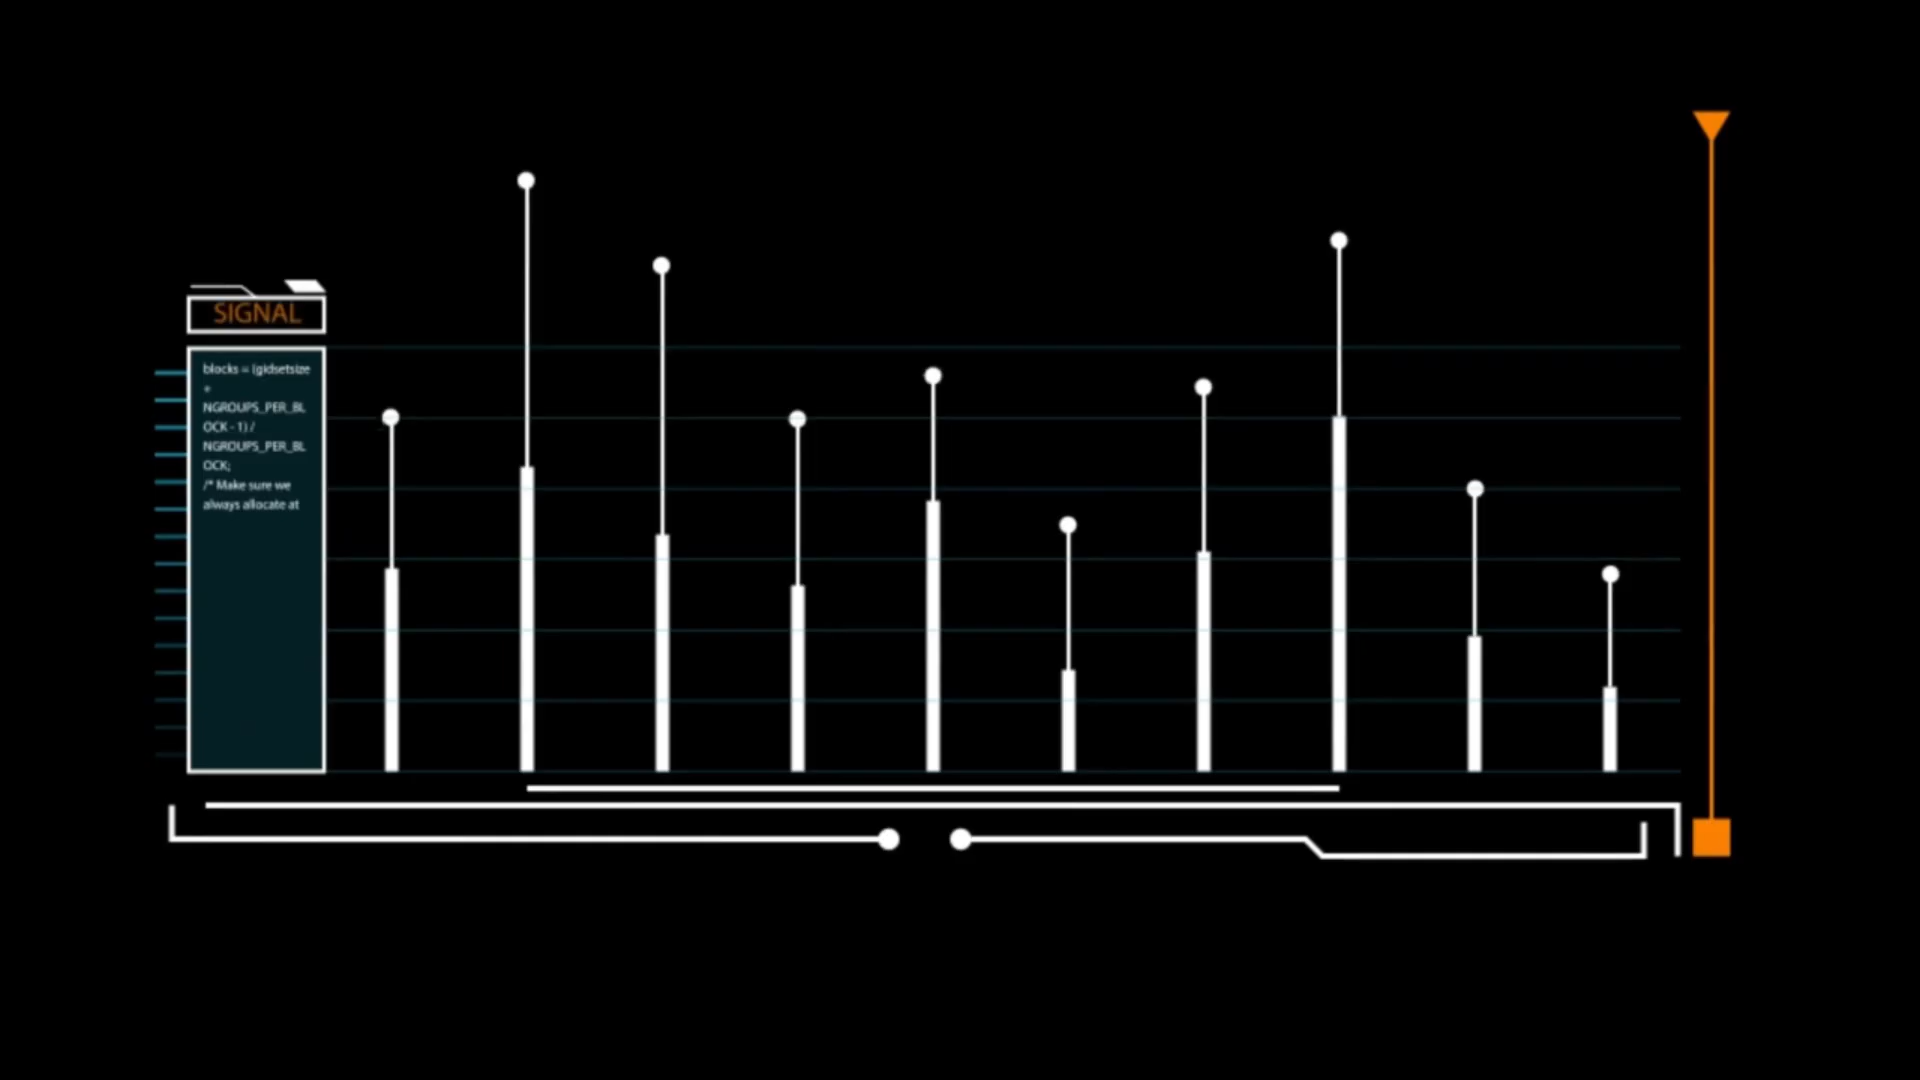 SIGNAL
blocks = (gidsetsize
+
NGROUPS_PER_BL
OCK - 1) /
NGROUPS_PER_BL
OCK;
/* Make sure we
always allocate at